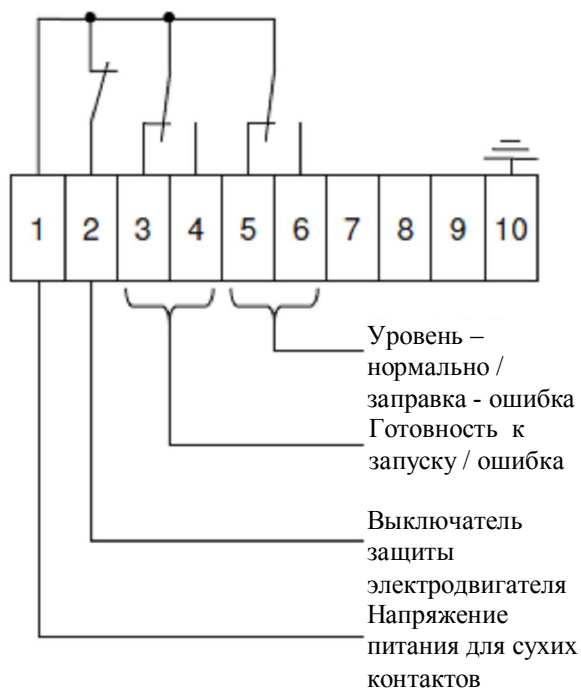 1 2 3 4 5 6 7 8 9 10
Уровень –
нормально /
заправка - ошибка
Готовность к
запуску / ошибка
Выключатель
защиты
электродвигателя
Напряжение
питания для сухих
контактов